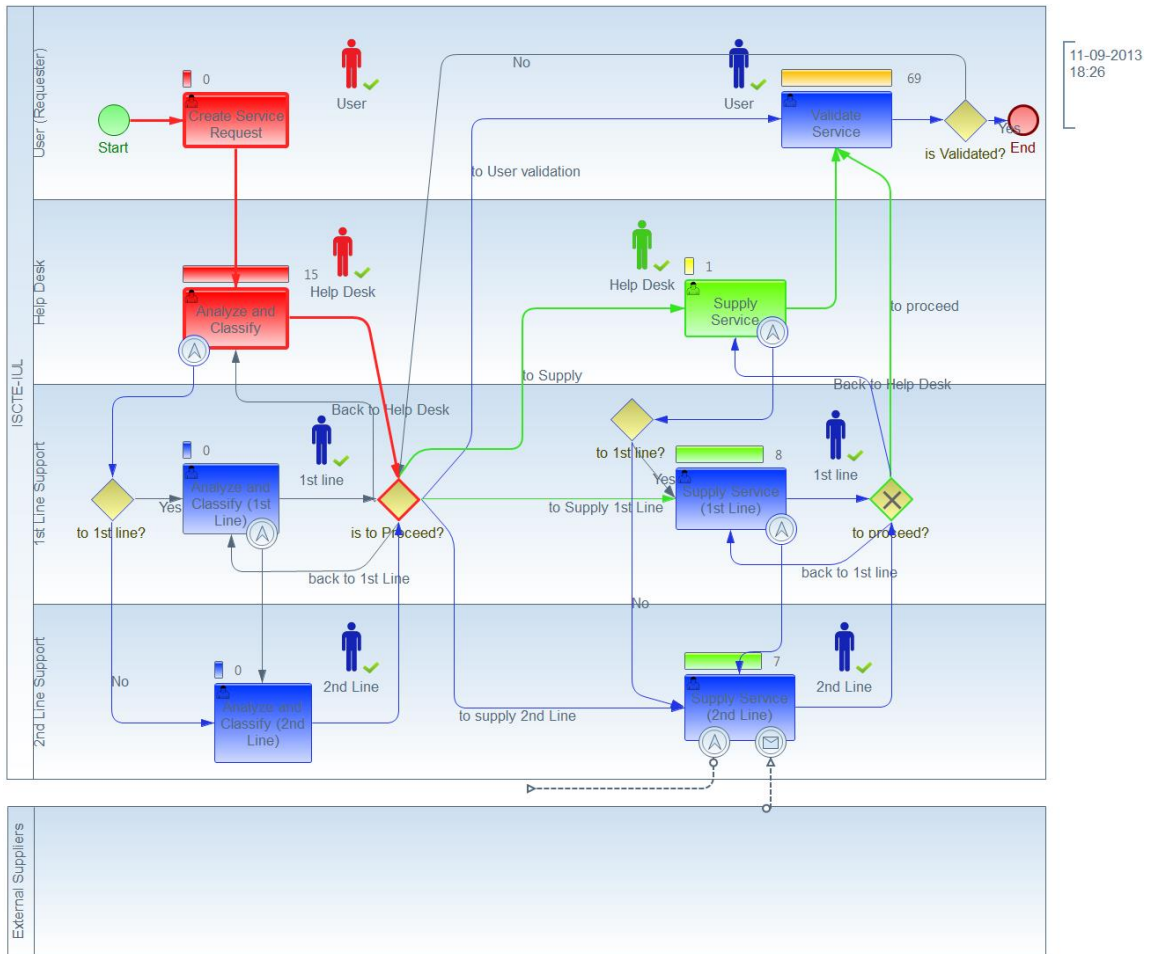 ISCTE-IUL
User (Requester)
Start
0
Create Service
Request
User
No
User
69
Validate
Service
is Validated?
Yes
End
11-09-2013
18:26
to User validation
Help Desk
15
Analyze and
Classify
Help Desk
Help Desk
1
Supply
Service
to proceed
to Supply
Back to Help Desk
Back to Help Desk
1st Line Support
to 1st line?
Yes
0
Analyze and
Classify (1st
Line)
1st line
is to Proceed?
back to 1st Line
to 1st line?
Yes
to Supply 1st Line
8
Supply Service
(1st Line)
1st line
to proceed?
back to 1st line
No
2nd Line Support
No
0
Analyze and
Classify (2nd
Line)
2nd Line
to supply 2nd Line
7
Supply Service
(2nd Line)
2nd Line
External Suppliers